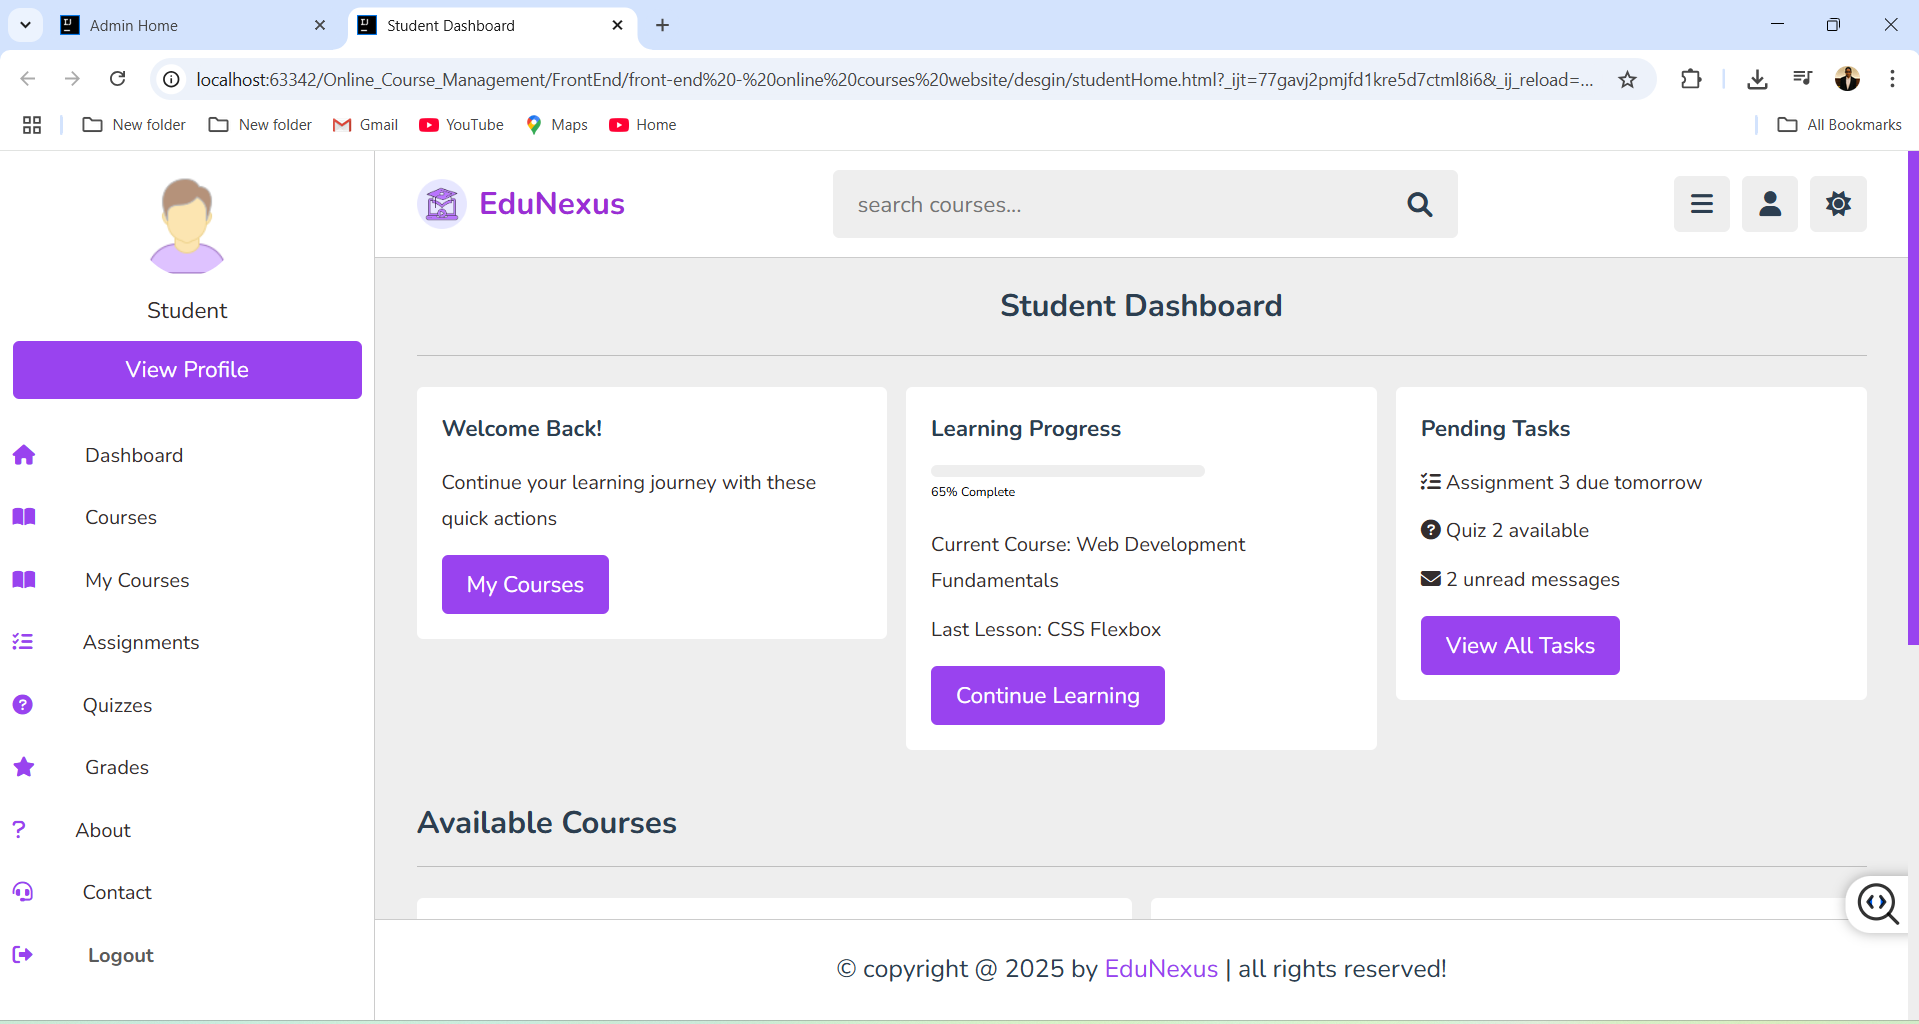 Admin Home
Student Dashboard
localhost:63342/Online_Course_Management/FrontEnd/front-end%20-%20online%20courses%20website/desgin/studentHome.html?_ijt=77gavj2pmjfd1kre5d7ctml8i6&_ij_reload=...
New folder
New folder
Gmail
YouTube
Maps
Home
All Bookmarks
Student
View Profile
Dashboard
Courses
My Courses
Assignments
Quizzes
Grades
About
Contact
Logout
EduNexus
search courses...
Student Dashboard
Welcome Back!
Continue your learning journey with these
quick actions
My Courses
Learning Progress
65% Complete
Current Course: Web Development
Fundamentals
Last Lesson: CSS Flexbox
Continue Learning
Pending Tasks
Assignment 3 due tomorrow
Quiz 2 available
2 unread messages
View All Tasks
Available Courses
© copyright @ 2025 by EduNexus | all rights reserved!